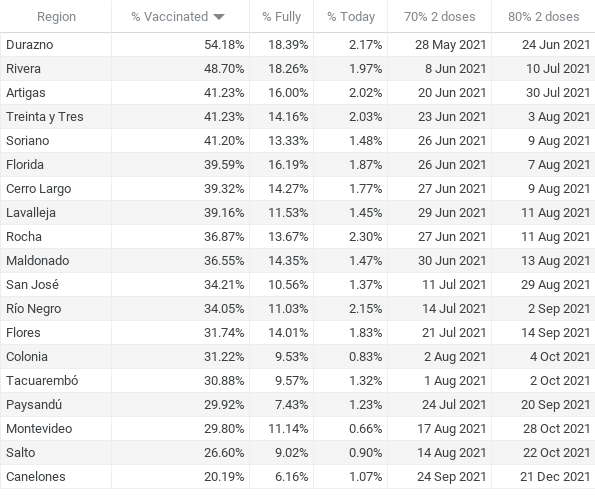 Region % Vaccinated % Fully % Today 70% 2 doses 80% 2 doses
Durazno 54.18% 18.39% 2.17% 28 May 2021 24 Jun 2021
Rivera 48.70% 18.26% 1.97% 8 Jun 2021 10 Jul 2021
Artigas 41.23% 16.00% 2.02% 20 Jun 2021 30 Jul 2021
Treinta y Tres 41.23% 14.16% 2.03% 23 Jun 2021 3 Aug 2021
Soriano 41.20% 13.33% 1.48% 26 Jun 2021 9 Aug 2021
Florida 39.59% 16.19% 1.87% 26 Jun 2021 7 Aug 2021
Cerro Largo 39.32% 14.27% 1.77% 27 Jun 2021 9 Aug 2021
Lavalleja 39.16% 11.53% 1.45% 29 Jun 2021 11 Aug 2021
Rocha 36.87% 13.67% 2.30% 27 Jun 2021 11 Aug 2021
Maldonado 36.55% 14.35% 1.47% 30 Jun 2021 13 Aug 2021
San José 34.21% 10.56% 1.37% 11 Jul 2021 29 Aug 2021
Río Negro 34.05% 11.03% 2.15% 14 Jul 2021 2 Sep 2021
Flores 31.74% 14.01% 1.83% 21 Jul 2021 14 Sep 2021
Colonia 31.22% 9.53% 0.83% 2 Aug 2021 4 Oct 2021
Tacuarembó 30.88% 9.57% 1.32% 1 Aug 2021 2 Oct 2021
Paysandú 29.92% 7.43% 1.23% 24 Jul 2021 20 Sep 2021
Montevideo 29.80% 11.14% 0.66% 17 Aug 2021 28 Oct 2021
Salto 26.60% 9.02% 0.90% 14 Aug 2021 22 Oct 2021
Canelones 20.19% 6.16% 1.07% 24 Sep 2021 21 Dec 2021